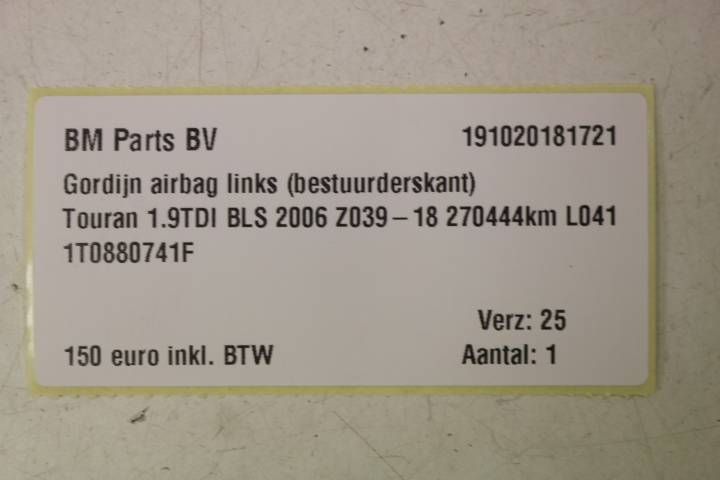 BM Parts BV 191020181721
Gordijn airbag links (bestuurderskant)
Touran 1.9TDI BLS 2006 Z039-18 270444km L041
1T0880741F
Verz: 25
150 euro inkl. BTW Aantal: 1